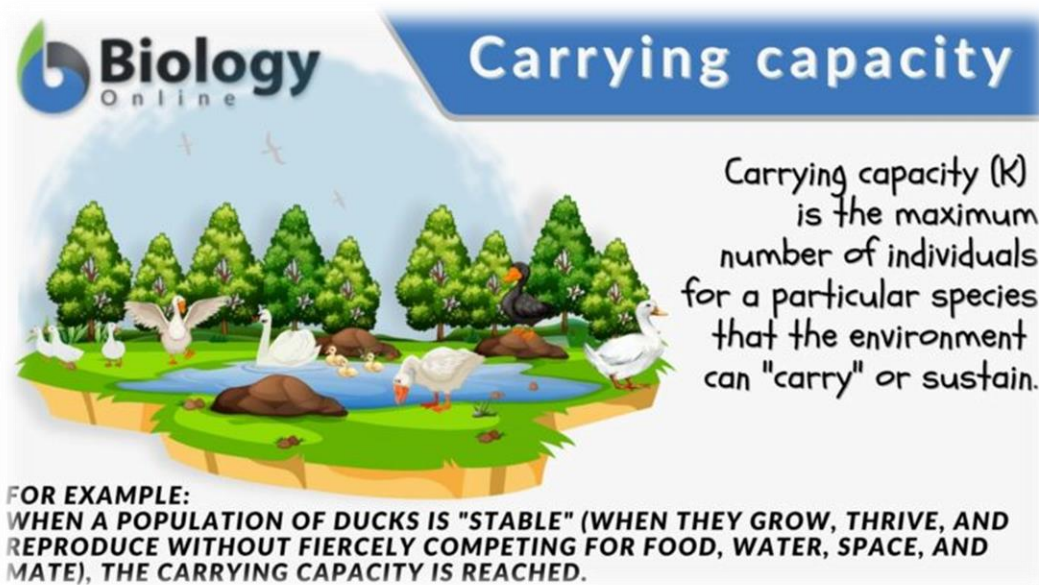 Biology
Online
Carrying capacity
Carrying capacity (K)
is the maximum
number of individuals
for a particular species
that the environment
can "carry" or sustain.
FOR EXAMPLE:
WHEN A POPULATION OF DUCKS IS "STABLE" (WHEN THEY GROW, THRIVE, AND
REPRODUCE WITHOUT FIERCELY COMPETING FOR FOOD, WATER, SPACE, AND
MATE), THE CARRYING CAPACITY IS REACHED.